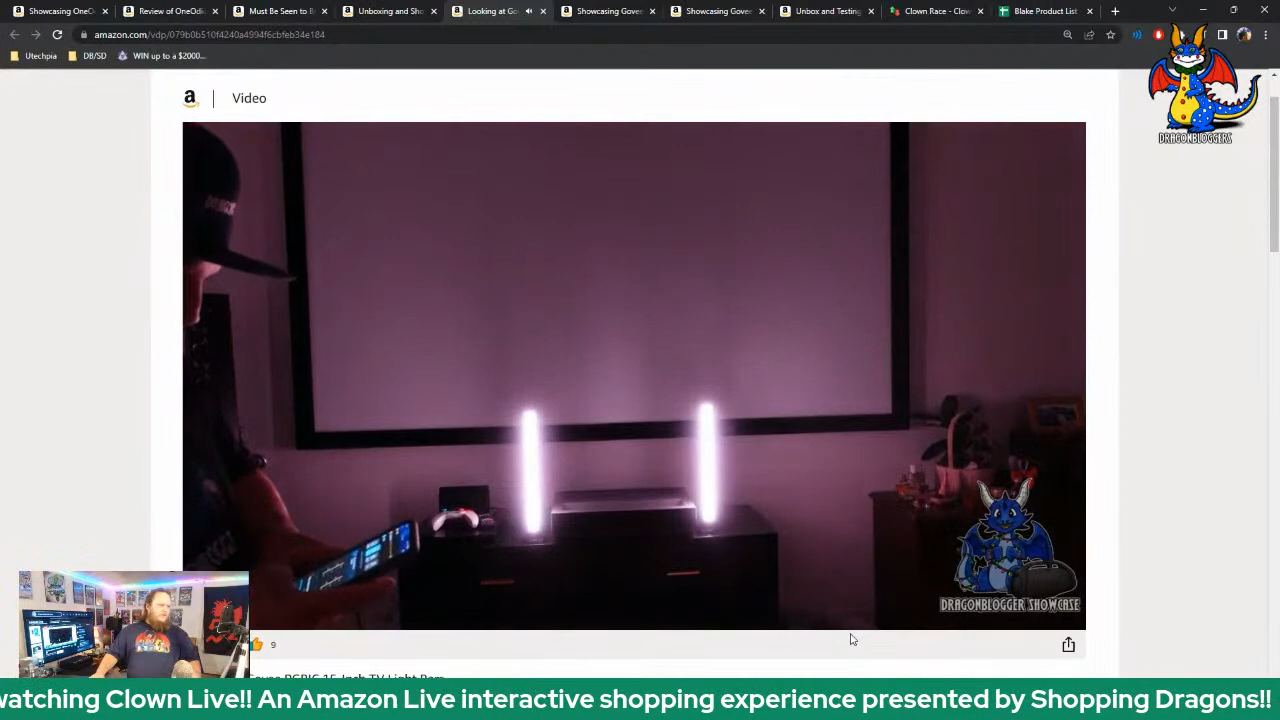 Showcasing OneOd
Review of OneOdi
Must Be Seen to B
Unboxing and Sho
Looking at Go
Showcasing Gove
Showcasing Gove
Unbox and Testing
Clown Race - Clow
Blake Product List
amazon.com/vdp/079b0b510f4240a4994f6cbfeb34e184
Utechpia
DB/SD
WIN up to a $2000...
DRAGONBLOGGERS
a
Video
DRAGONBLOGGER SHOWCASE
9
watching Clown Live!! An Amazon Live interactive shopping experience presented by Shopping Dragons!!